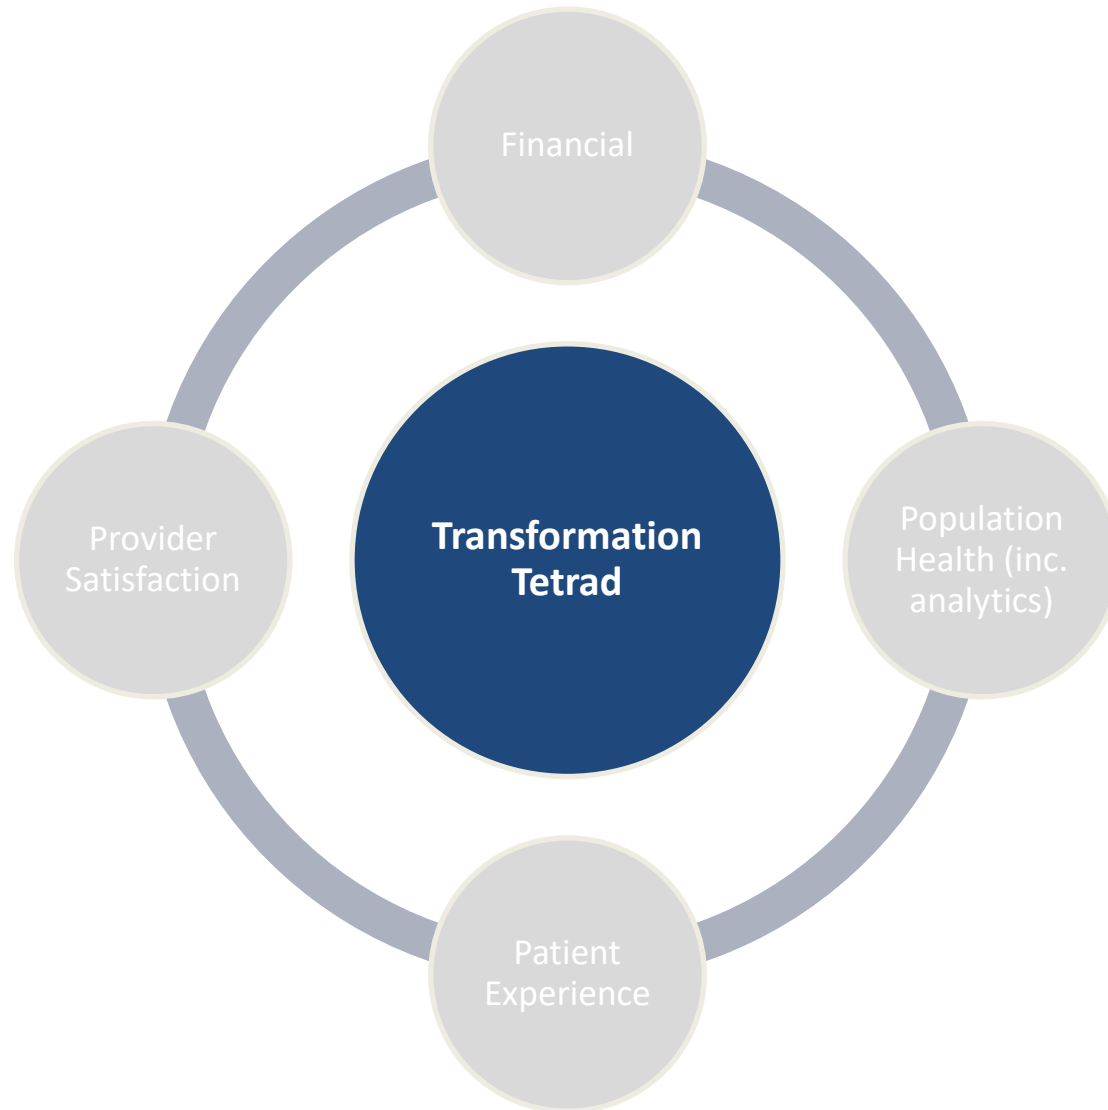 Financial
Provider
Satisfaction
Transformation
Tetrad
Population
Health (inc.
analytics)
Patient
Experience